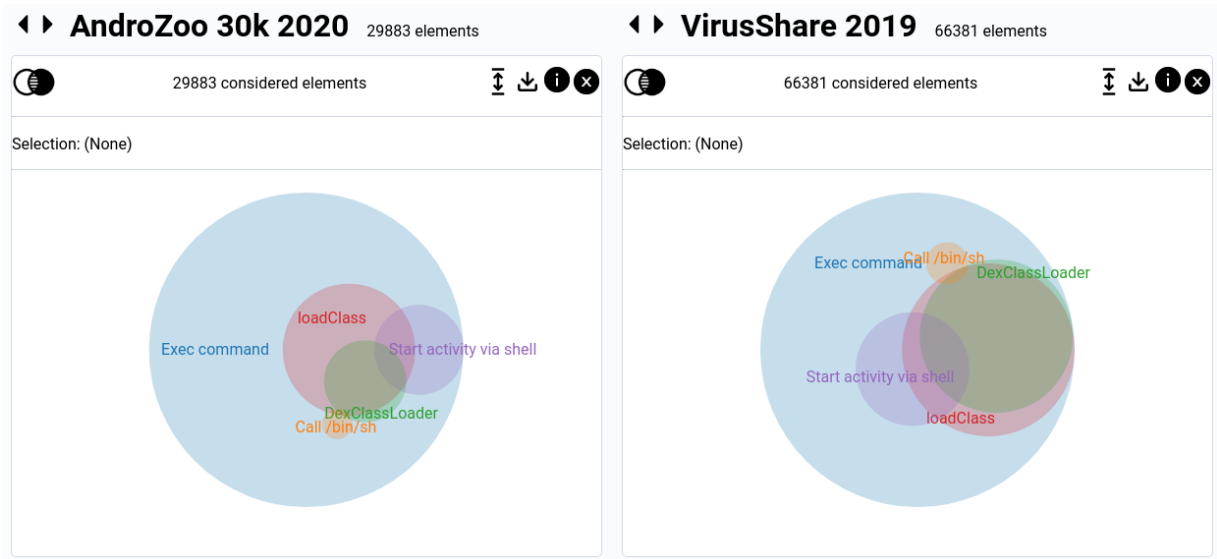 AndroZoo 30k 2020 29883 elements
29883 considered elements
Selection: (None)
loadClass
Exec command
Start activity via shell
DexClassLoader
Call /bin/sh
VirusShare 2019 66381 elements
66381 considered elements
Selection: (None)
Call /bin/sh
Exec command
DexClassLoader
Start activity via shell
loadClass